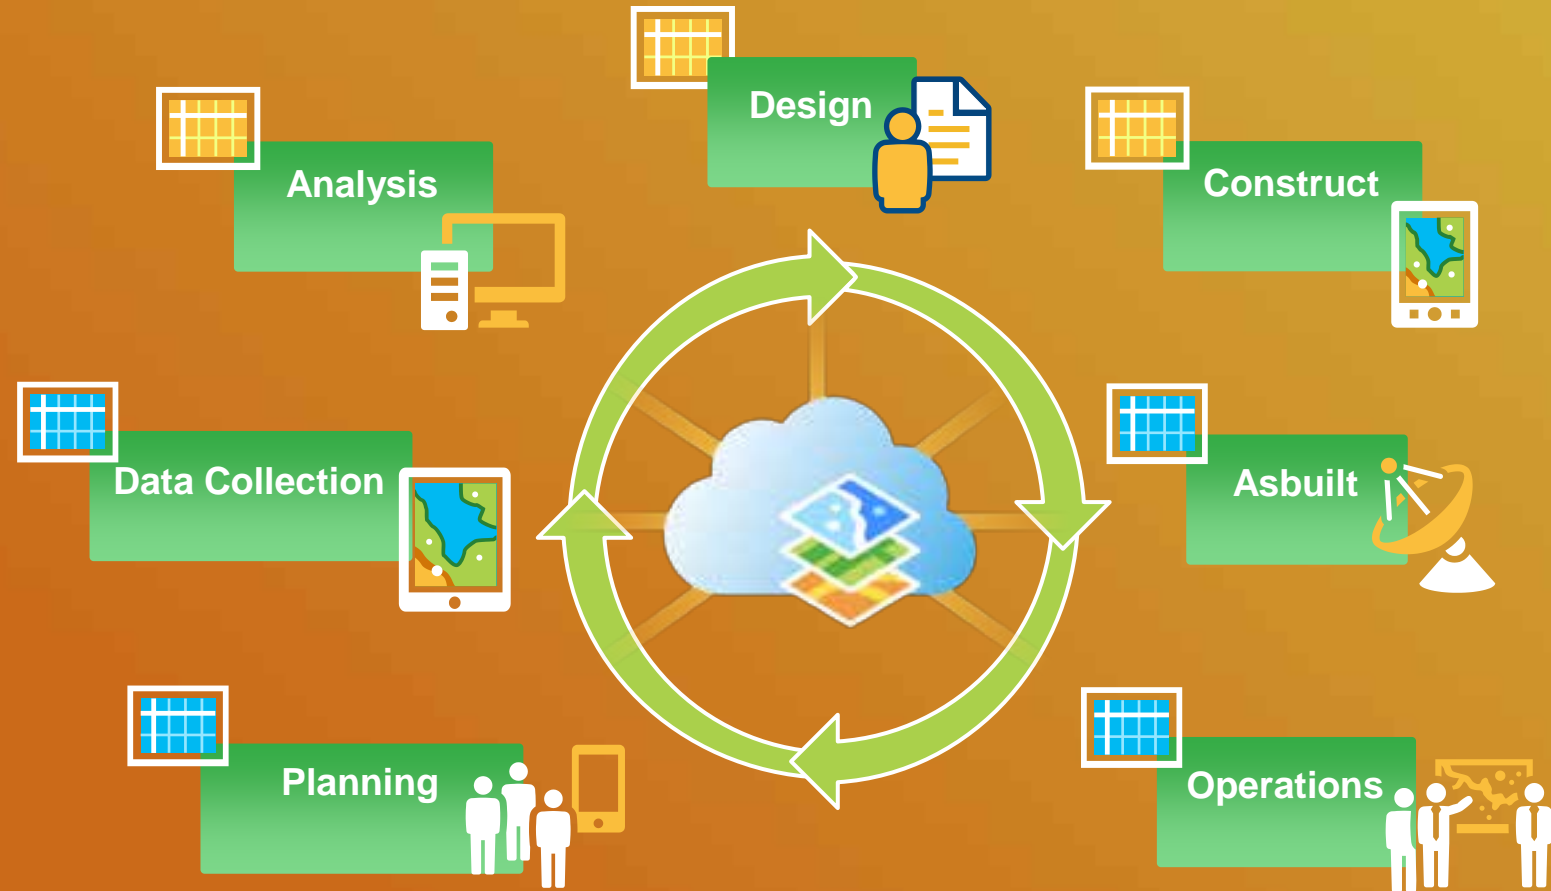 Design
Analysis
Construct
Data Collection
Asbuilt
Planning
Operations